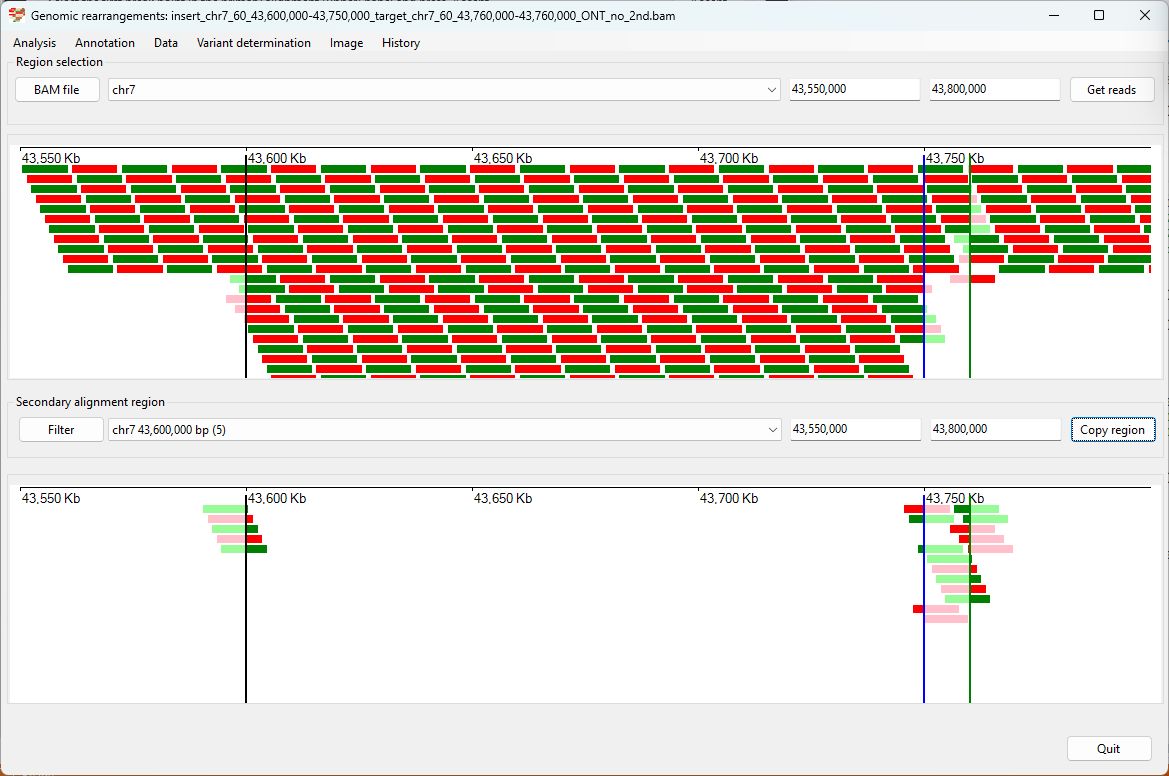 Genomic rearrangements: insert_chr7_60_43,600,000-43,750,000_target_chr7_60_43,760,000-43,760,000_ONT_no_2nd.bam
Analysis Annotation Data Variant determination Image History
Region selection
BAM file chr7 43,550,000 43,800,000 Get reads
43,550 Kb 43,600 Kb 43,650 Kb 43,700 Kb 43,750 Kb
Secondary alignment region
Filter chr7 43,600,000 bp (5) 43,550,000 43,800,000 Copy region
43,550 Kb 43,600 Kb 43,650 Kb 43,700 Kb 43,750 Kb
Quit